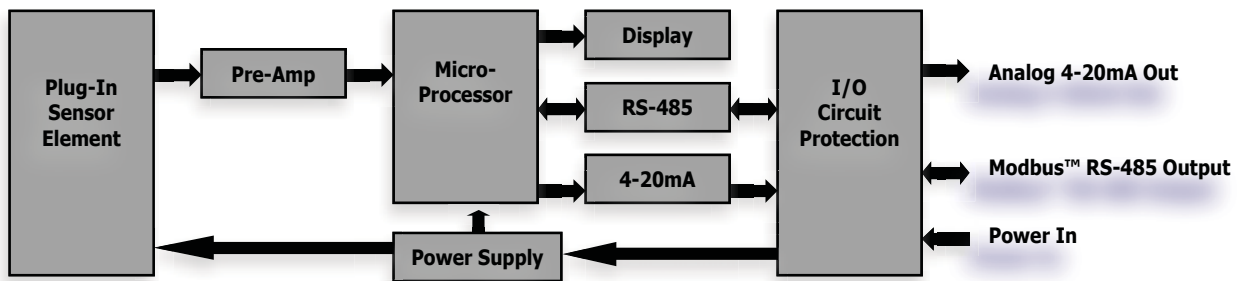 Plug-In
Sensor
Element
Pre-Amp
Micro-
Processor
Display
RS-485
4-20mA
Power Supply
I/O
Circuit
Protection
Analog 4-20mA Out
Modbus™ RS-485 Output
Power In